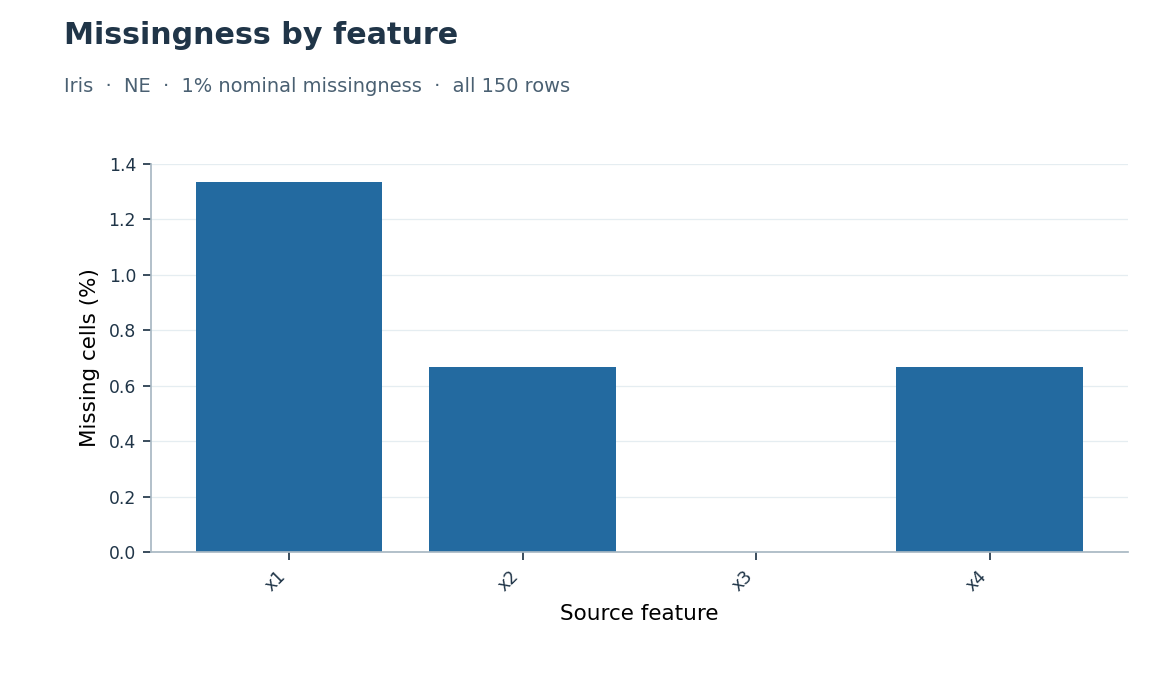 Missingness by feature
Iris · NE · 1% nominal missingness · all 150 rows
1.4
1.2
1.0
0.8
0.6
0.4
0.2
0.0
Missing cells (%)
x1 x2 x3 x4
Source feature